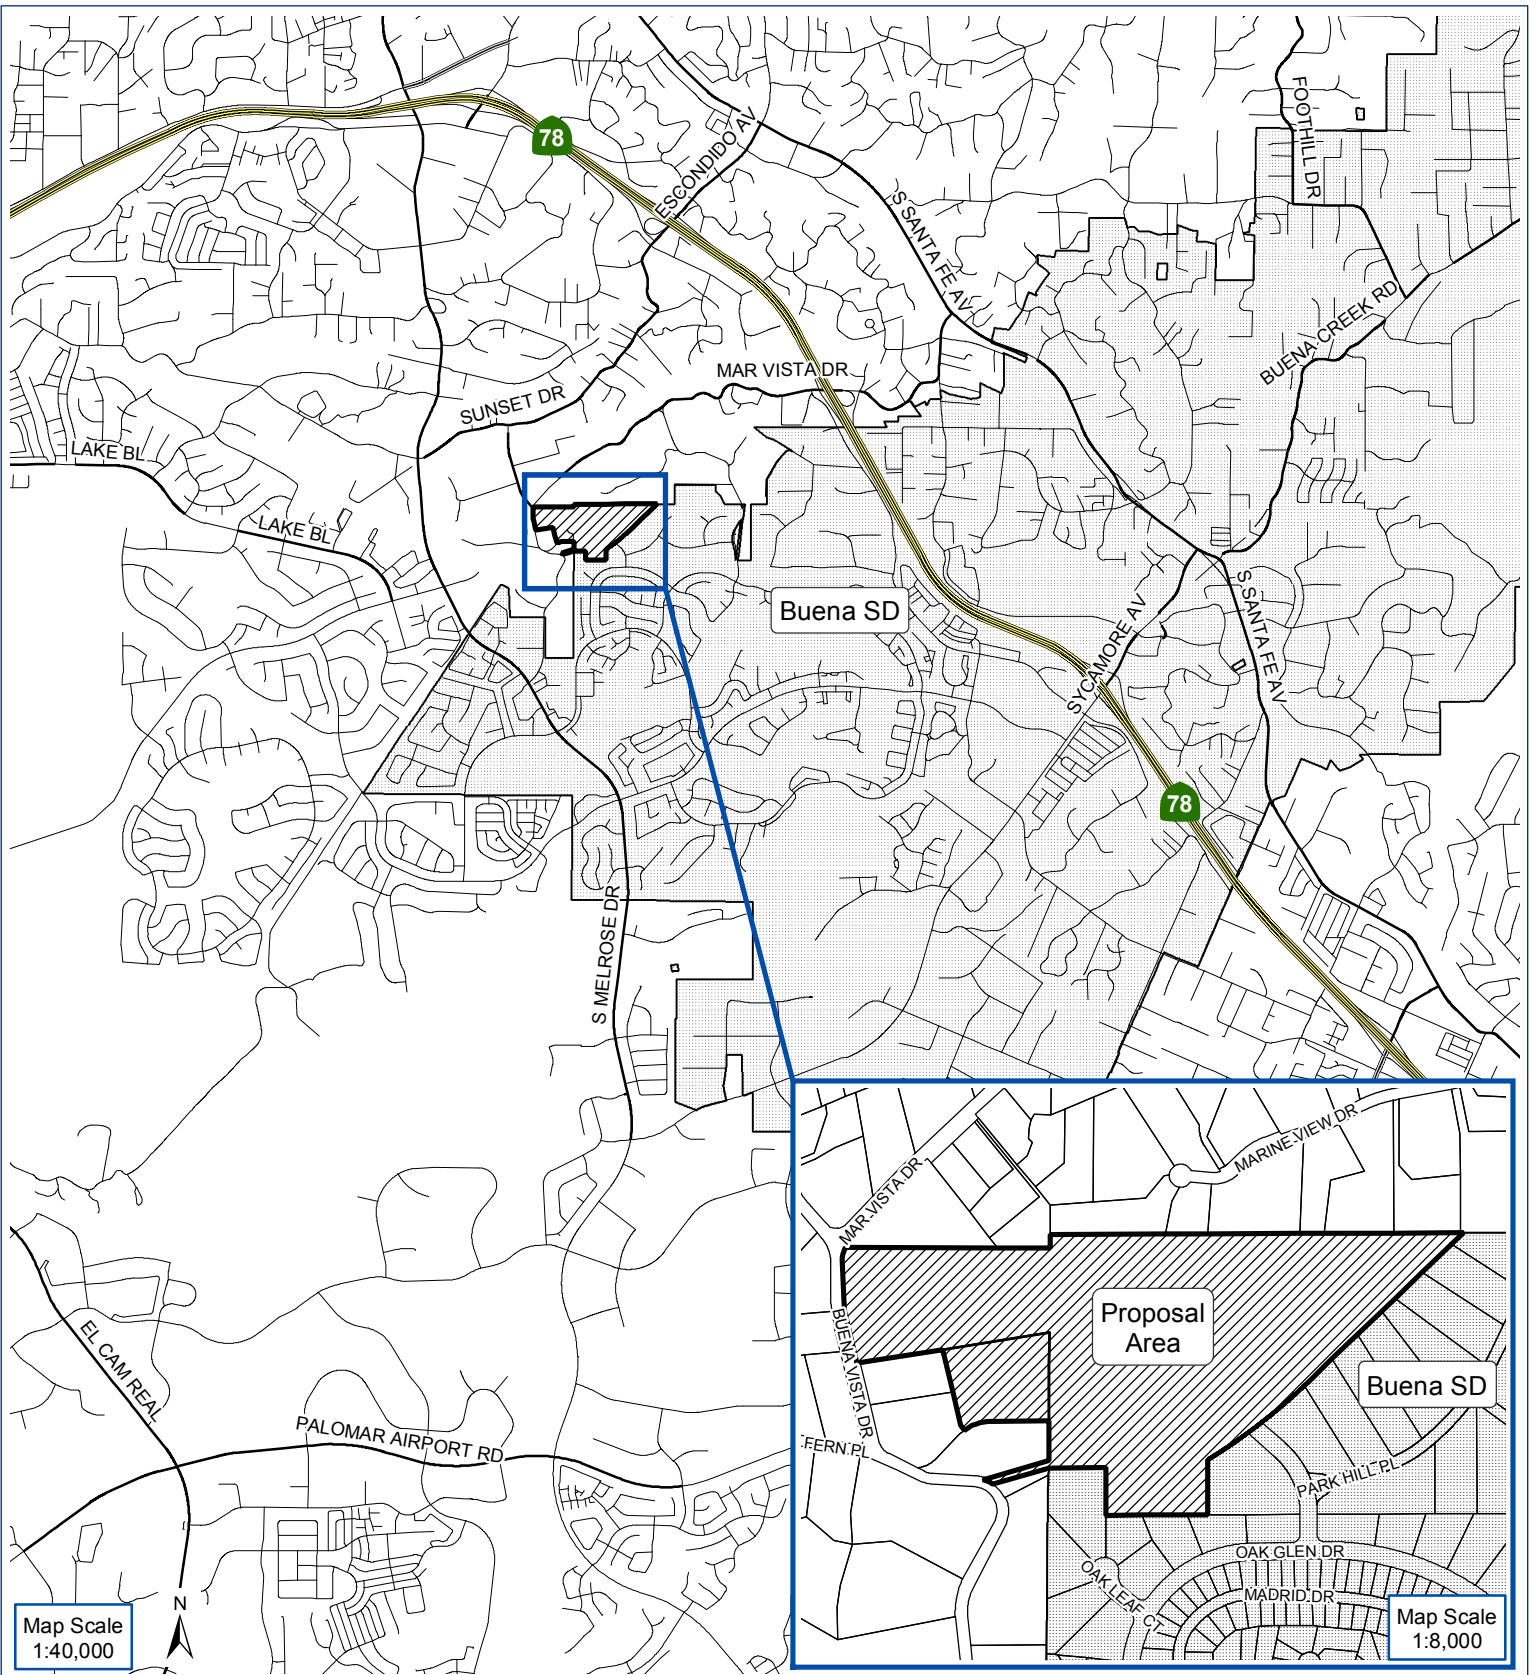 FOOTHILL DR
78
ESCONDIDO AV
S SANTA FE AV
BUENA CREEK RD
MAR VISTA DR
SUNSET DR
LAKE BL
LAKE BL
Buena SD
SYCAMORE AV
S SANTA FE AV
78
S MELROSE DR
EL CAM REAL
PALOMAR AIRPORT RD
N
Map Scale
1:40,000
MARINE VIEW DR
MAR VISTA DR
Proposal
Area
BUENA VISTA DR
Buena SD
FERN PL
PARK HILL PL
OAK GLEN DR
OAK LEAF CT
MADRID DR
Map Scale
1:8,000